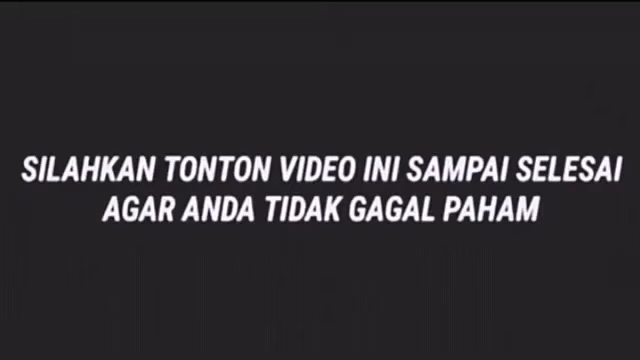 SILAHKAN TONTON VIDEO INI SAMPAI SELESAI
AGAR ANDA TIDAK GAGAL PAHAM